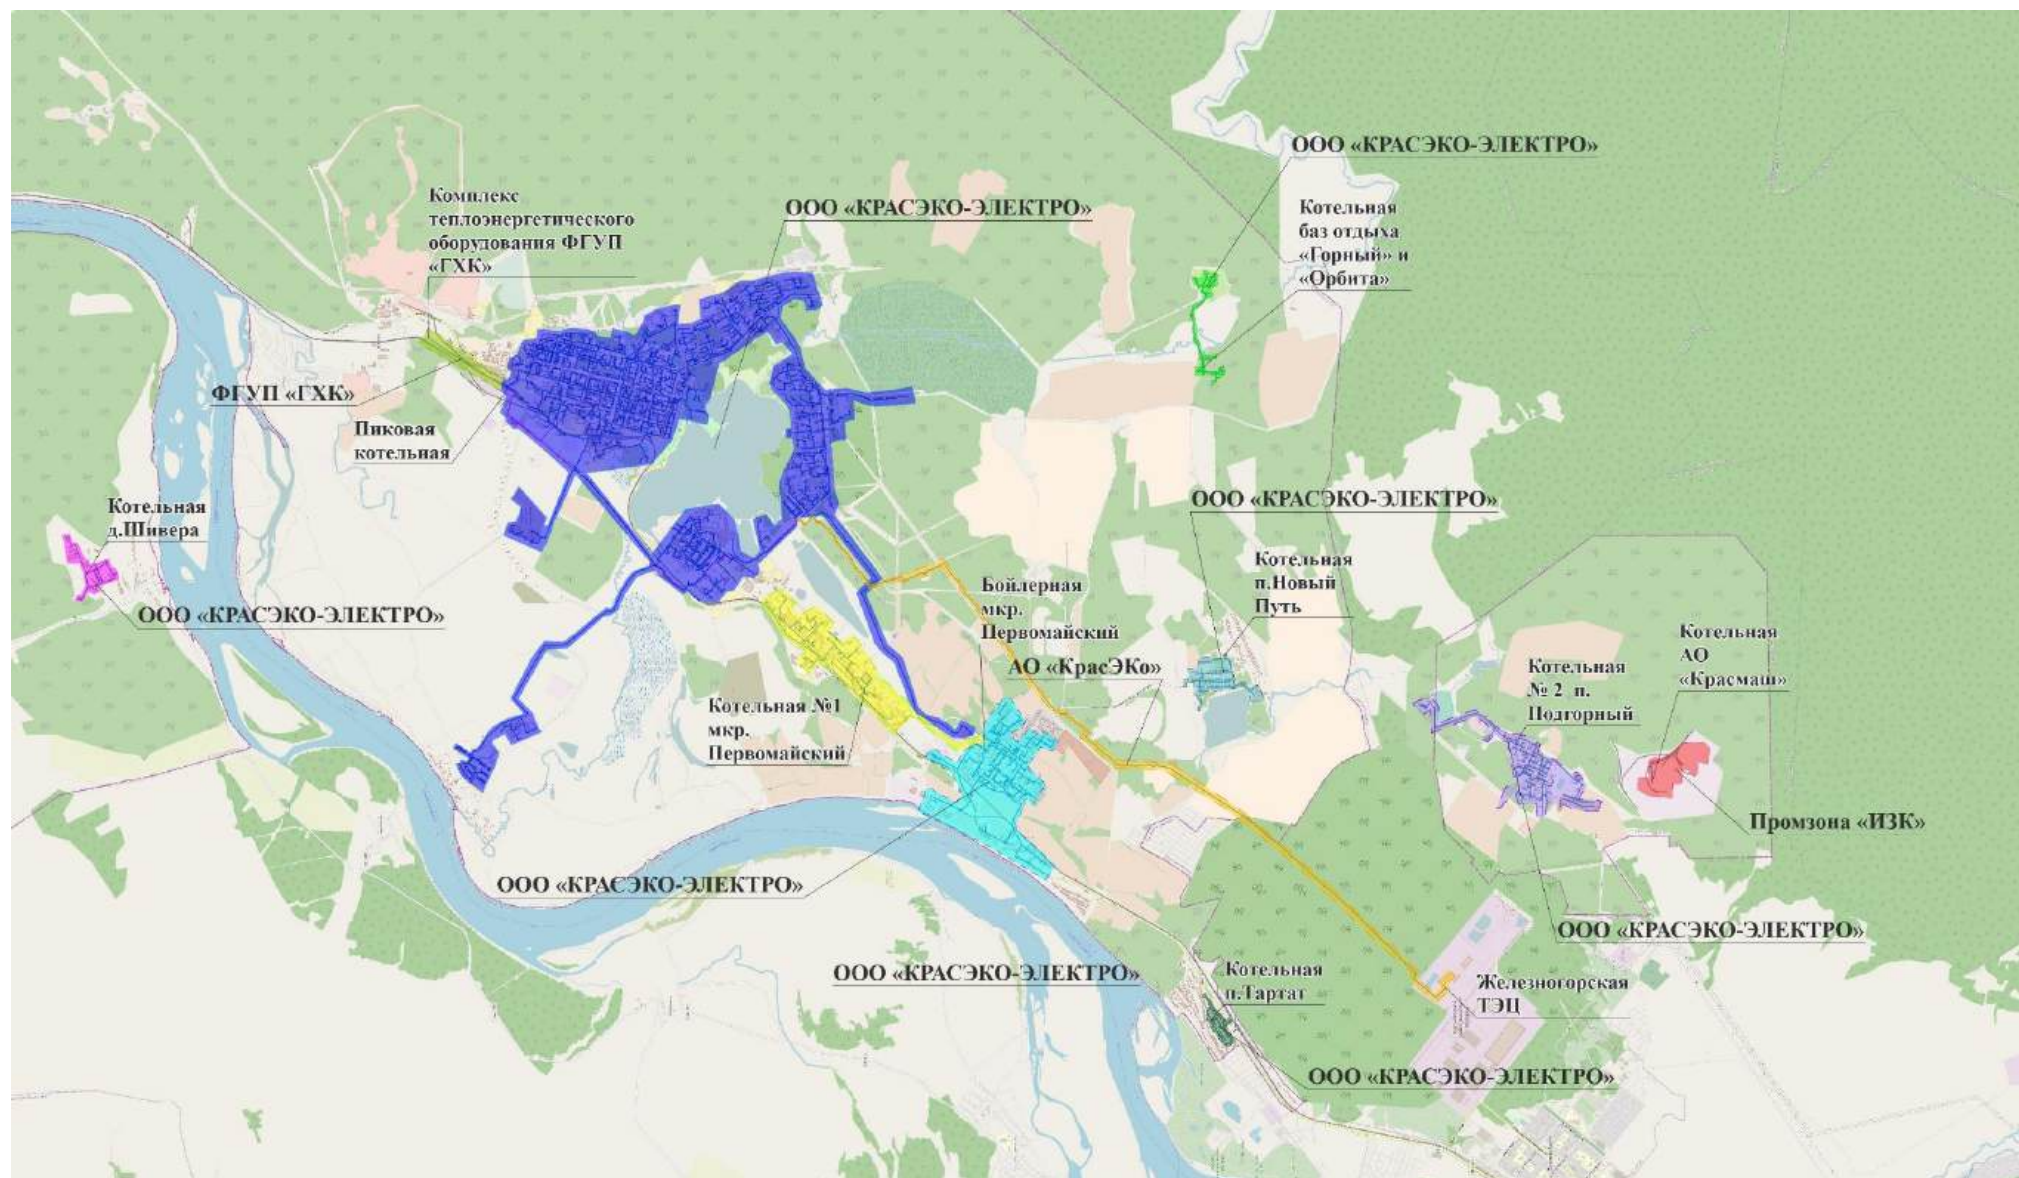 ООО «КРАСЭКО-ЭЛЕКТРО»
Комплекс
теплоэнергетического
оборудования ФГУП
«ГХК»
ООО «КРАСЭКО-ЭЛЕКТРО»
Котельная
баз отдыха
«Горный» и
«Орбита»
ФГУП «ГХК»
Пиковая
котельная
Котельная
д.Шивера
ООО «КРАСЭКО-ЭЛЕКТРО»
ООО «КРАСЭКО-ЭЛЕКТРО»
Котельная
п.Новый
Путь
Бойлерная
мкр.
Первомайский
АО «КрасЭКо»
Котельная №1
мкр.
Первомайский
Котельная
№ 2 п.
Подгорный
Котельная
АО
«Красмаш»
Промзона «ИЗК»
ООО «КРАСЭКО-ЭЛЕКТРО»
ООО «КРАСЭКО-ЭЛЕКТРО»
ООО «КРАСЭКО-ЭЛЕКТРО»
Котельная
п.Тартат
Железногорская
ТЭЦ
ООО «КРАСЭКО-ЭЛЕКТРО»